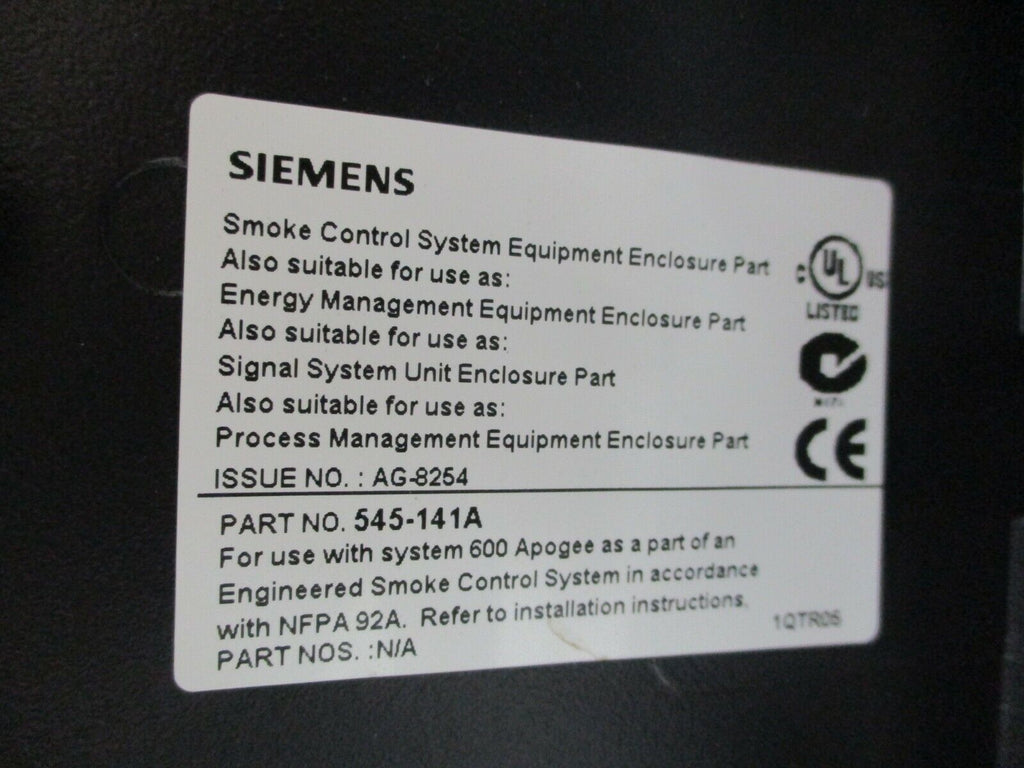 SIEMENS
Smoke Control System Equipment Enclosure Part
Also suitable for use as:
Energy Management Equipment Enclosure Part
Also suitable for use as:
Signal System Unit Enclosure Part
Also suitable for use as:
Process Management Equipment Enclosure Part
ISSUE NO. : AG-8254
C UL US
LISTED
CE
PART NO. 545-141A
For use with system 600 Apogee as a part of an
Engineered Smoke Control System in accordance
with NFPA 92A. Refer to installation instructions.
PART NOS. :N/A
1QTR05